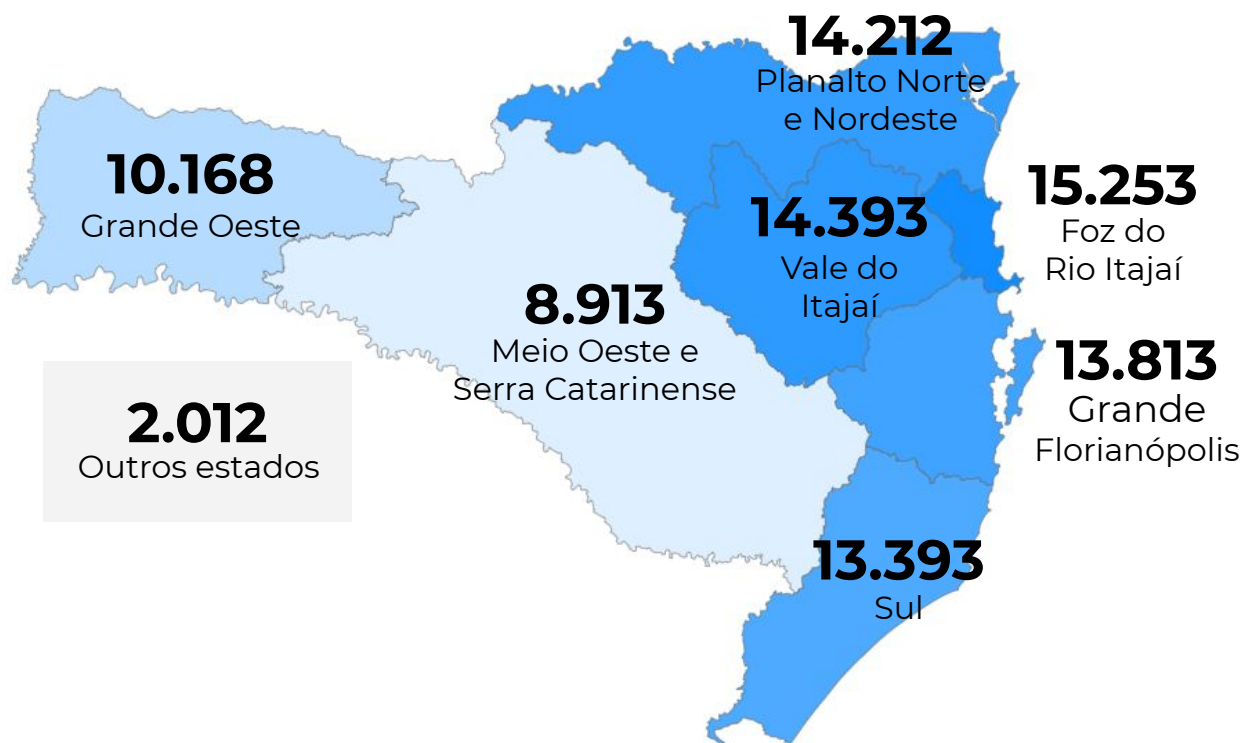 14.212
Planalto Norte
e Nordeste
10.168
Grande Oeste
15.253
Foz do
Rio Itajaí
14.393
Vale do
Itajaí
8.913
Meio Oeste e
Serra Catarinense
13.813
Grande
Florianópolis
2.012
Outros estados
13.393
Sul